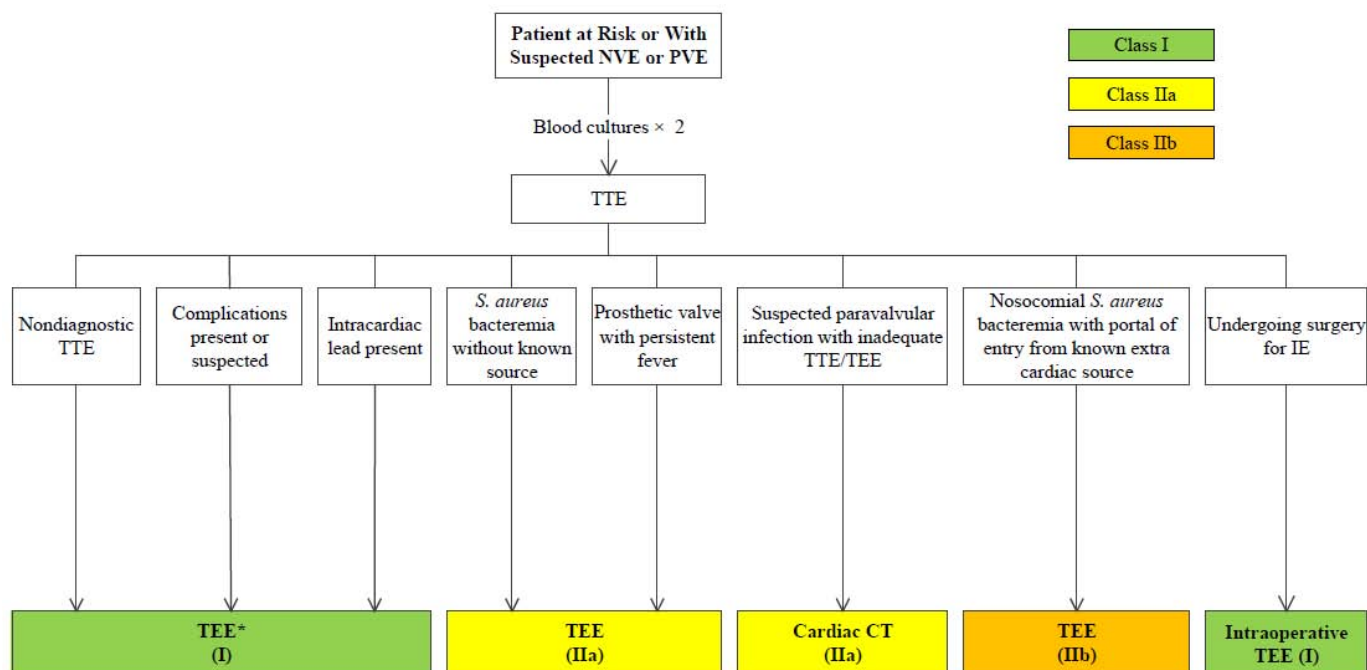 Patient at Risk or With
Suspected NVE or PVE
Class I
Class IIa
Class IIb
Blood cultures × 2
TTE
Nondiagnostic
TTE
Complications
present or
suspected
Intracardiac
lead present
S. aureus
bacteremia
without known
source
Prosthetic valve
with persistent
fever
Suspected paravalvular
infection with inadequate
TTE/TEE
Nosocomial S. aureus
bacteremia with portal of
entry from known extra
cardiac source
Undergoing surgery
for IE
TEE*
(I)
TEE
(IIa)
Cardiac CT
(IIa)
TEE
(IIb)
Intraoperative
TEE (I)